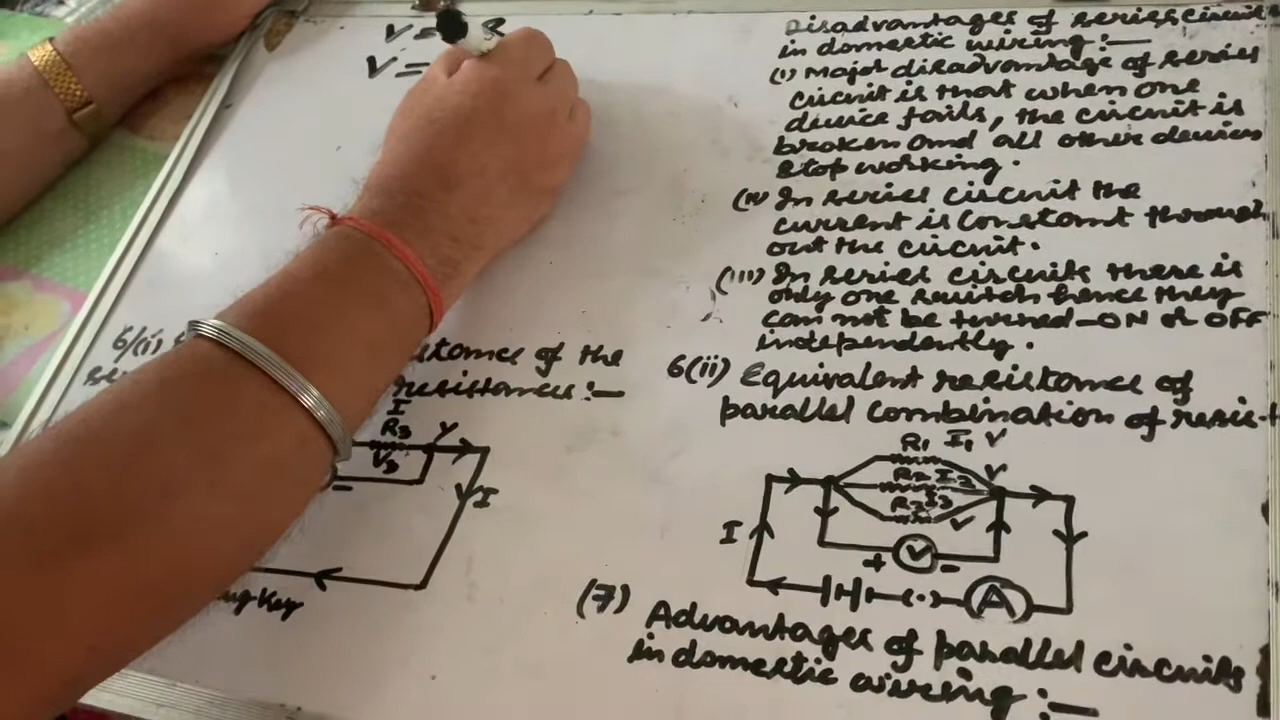 V= R
V=
Disadvantages of series circuit
in domestic wiring:—
(i) Major disadvantage of series
circuit is that when one
device fails, the circuit is
broken and all other devices
stop working.
(ii) In series circuit the
current is constant through
out the circuit.
(iii) In series circuits there is
only one switch hence they
can not be turned-ON or OFF
independently.
6(i)
of the
resistances:—
I
R3
V3
Y
I
-
Key
6(ii) Equivalent resistance of
parallel combination of resis-t
R1 I1 V
R2 I2 V
R3 I3
V
I
+ V -
A
(7) Advantages of parallel circuits
in domestic wiring:—